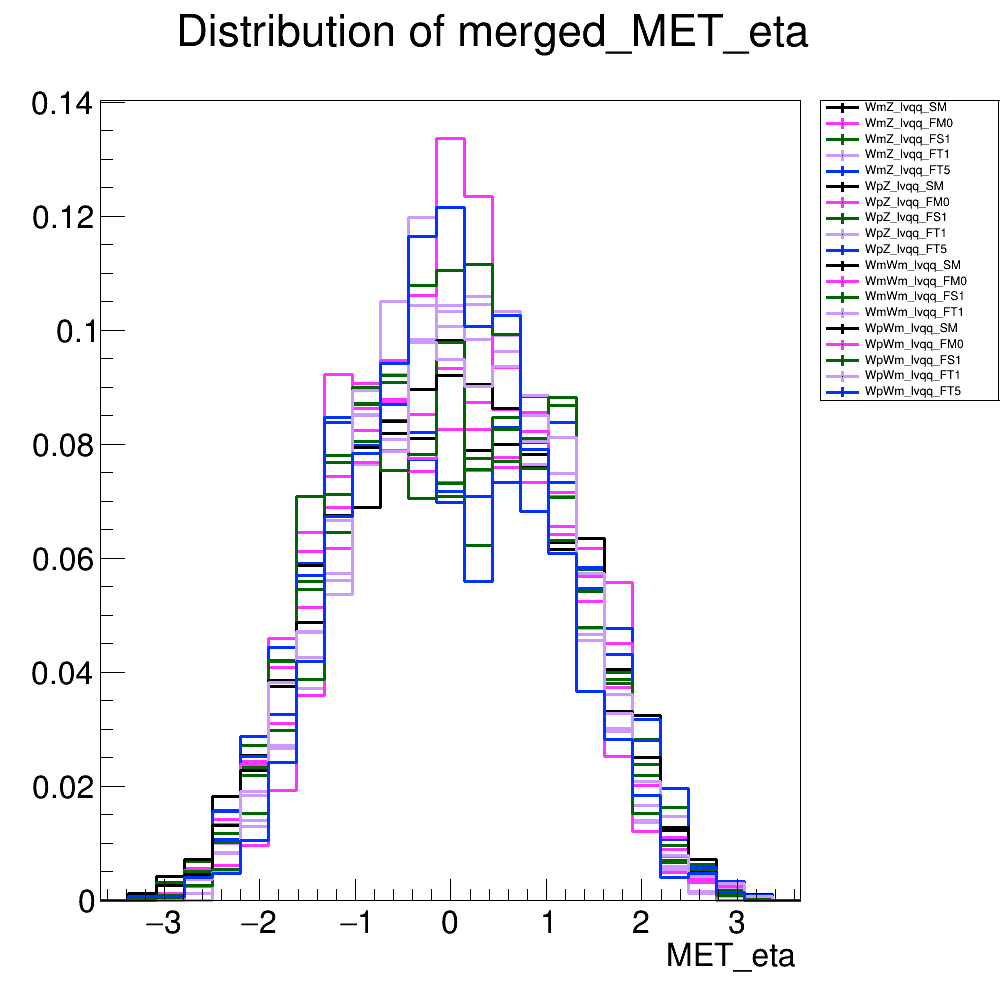 Distribution of merged_MET_eta
0.14
0.12
0.1
0.08
0.06
0.04
0.02
0
−3
−2
−1
0
1
2
3
MET_eta
WmZ_lvqq_SM
WmZ_lvqq_FM0
WmZ_lvqq_FS1
WmZ_lvqq_FT1
WmZ_lvqq_FT5
WpZ_lvqq_SM
WpZ_lvqq_FM0
WpZ_lvqq_FS1
WpZ_lvqq_FT1
WpZ_lvqq_FT5
WmWm_lvqq_SM
WmWm_lvqq_FM0
WmWm_lvqq_FS1
WmWm_lvqq_FT1
WpWm_lvqq_SM
WpWm_lvqq_FM0
WpWm_lvqq_FS1
WpWm_lvqq_FT1
WpWm_lvqq_FT5